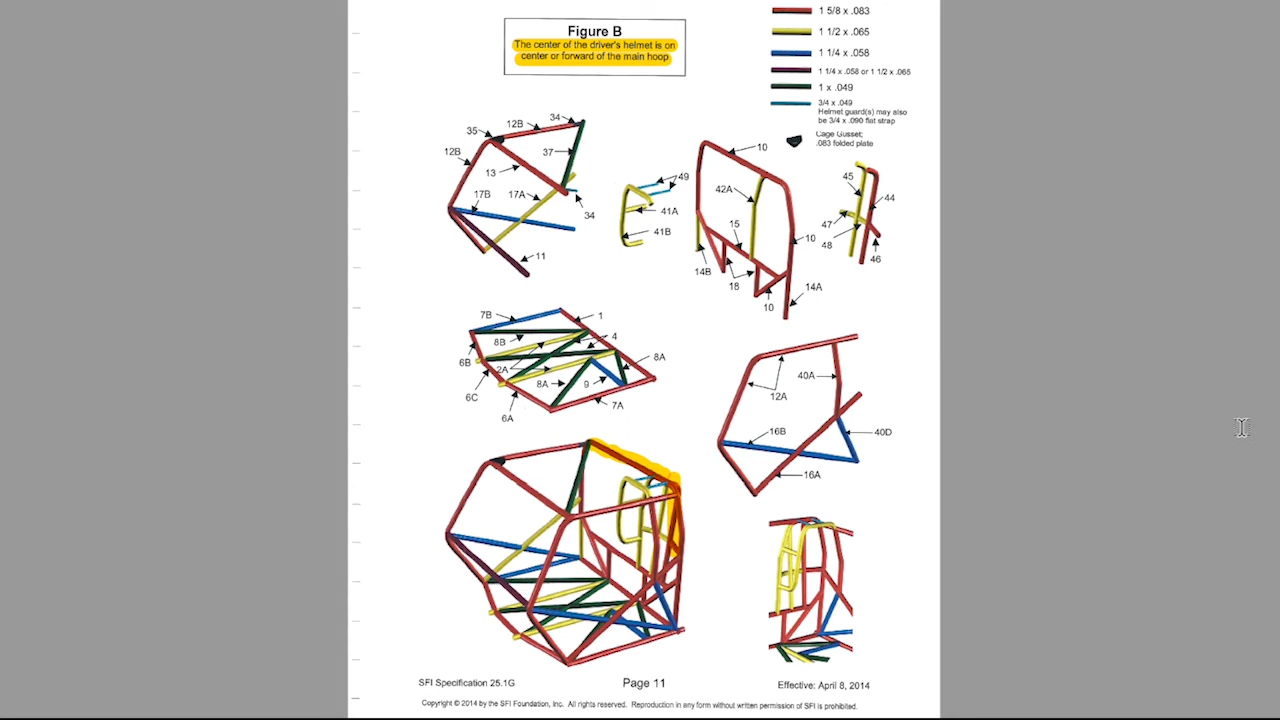 Figure B
The center of the driver's helmet is on
center or forward of the main hoop
1 5/8 x .083
1 1/2 x .065
1 1/4 x .058
1 1/4 x .058 or 1 1/2 x .065
1 x .049
3/4 x .049
Helmet guard(s) may also
be 3/4 x .090 flat strap
Cage Gusset;
.083 folded plate
34
12B
35
12B
37
13
17B
17A
34
11
49
41A
41B
10
42A
15
10
14B
18
10
14A
45
44
47
48
46
7B
1
8B
4
6B
2A
8A
8A
9
6C
6A
7A
40A
12A
16B
40D
16A
SFI Specification 25.1G
Page 11
Effective: April 8, 2014
Copyright © 2014 by the SFI Foundation, Inc. All rights reserved. Reproduction in any form without written permission of SFI is prohibited.